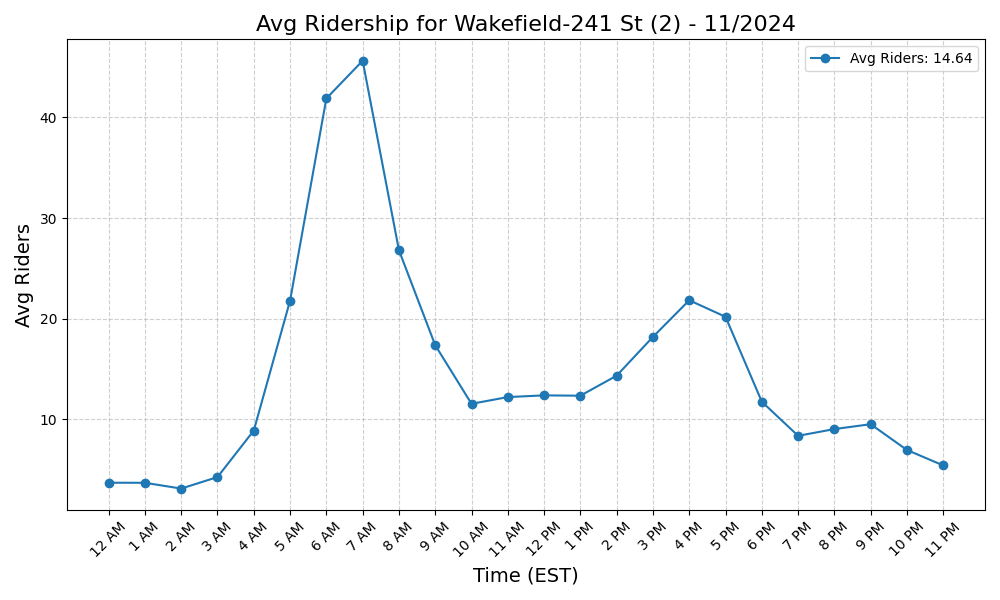 Avg Ridership for Wakefield-241 St (2) - 11/2024
Avg Riders: 14.64
Avg Riders
40
30
20
10
12 AM
1 AM
2 AM
3 AM
4 AM
5 AM
6 AM
7 AM
8 AM
9 AM
10 AM
11 AM
12 PM
1 PM
2 PM
3 PM
4 PM
5 PM
6 PM
7 PM
8 PM
9 PM
10 PM
11 PM
Time (EST)